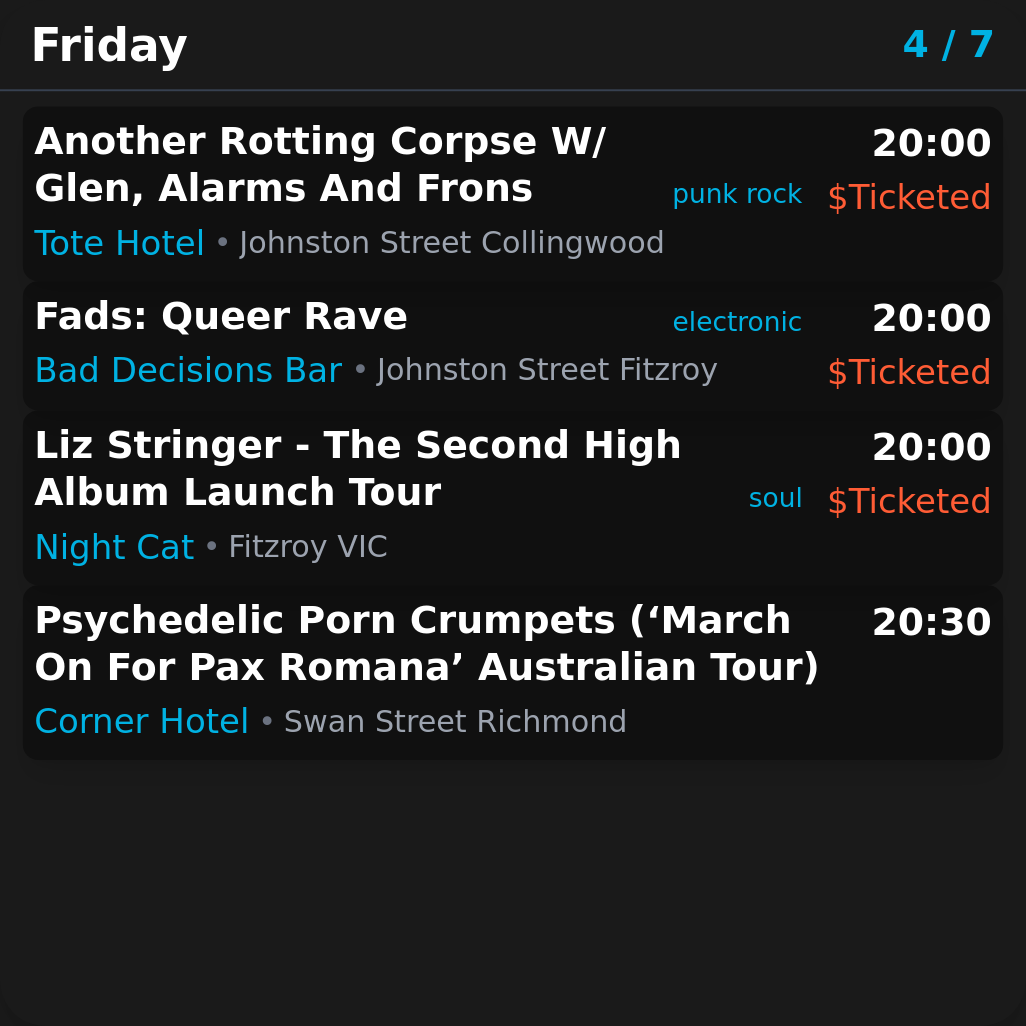 Friday 4 / 7
Another Rotting Corpse W/ 20:00
Glen, Alarms And Frons punk rock $Ticketed
Tote Hotel • Johnston Street Collingwood
Fads: Queer Rave electronic 20:00
Bad Decisions Bar • Johnston Street Fitzroy $Ticketed
Liz Stringer - The Second High 20:00
Album Launch Tour soul $Ticketed
Night Cat • Fitzroy VIC
Psychedelic Porn Crumpets (‘March 20:30
On For Pax Romana’ Australian Tour)
Corner Hotel • Swan Street Richmond